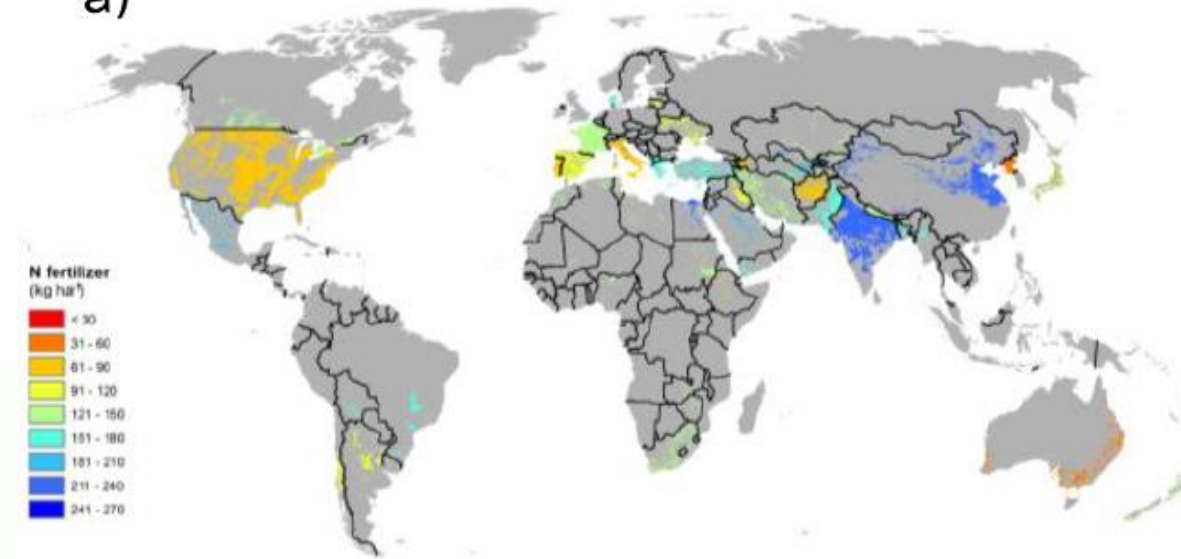 a)
N fertilizer
(kg ha⁻¹)
< 30
31 - 60
61 - 90
91 - 120
121 - 150
151 - 180
181 - 210
211 - 240
241 - 270